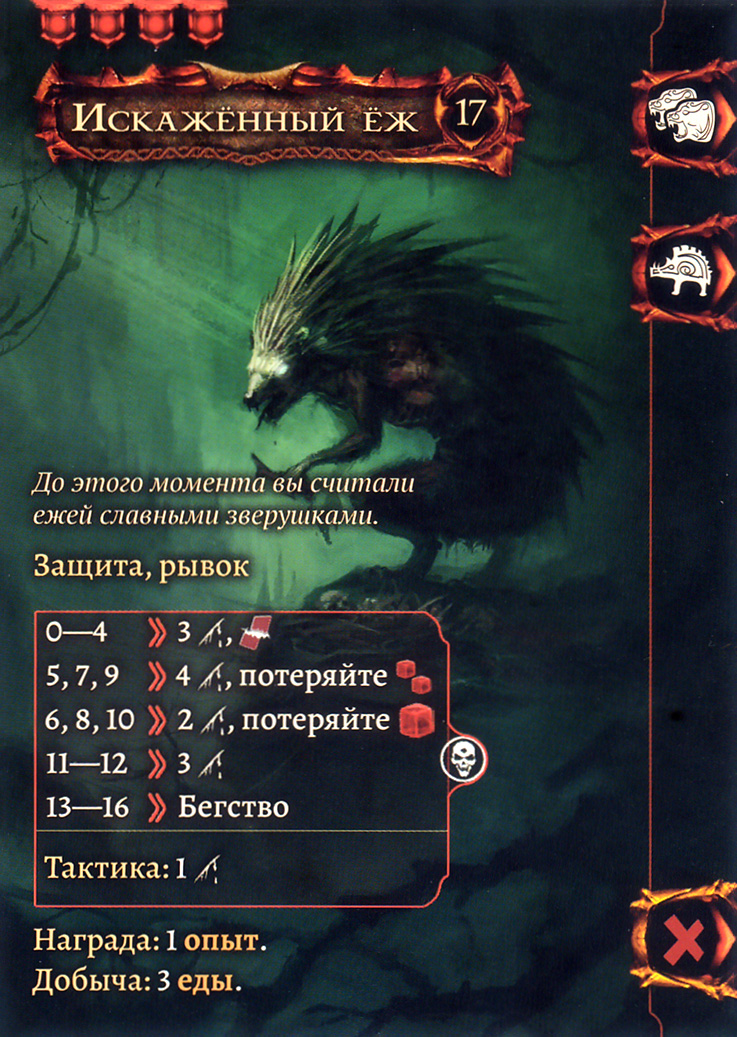 Искажённый ёж 17
До этого момента вы считали
ежей славными зверушками.
Защита, рывок
0—4 » 3 ,
5, 7, 9 » 4 , потеряйте
6, 8, 10 » 2 , потеряйте
11—12 » 3
13—16 » Бегство
Тактика: 1
Награда: 1 опыт.
Добыча: 3 еды.